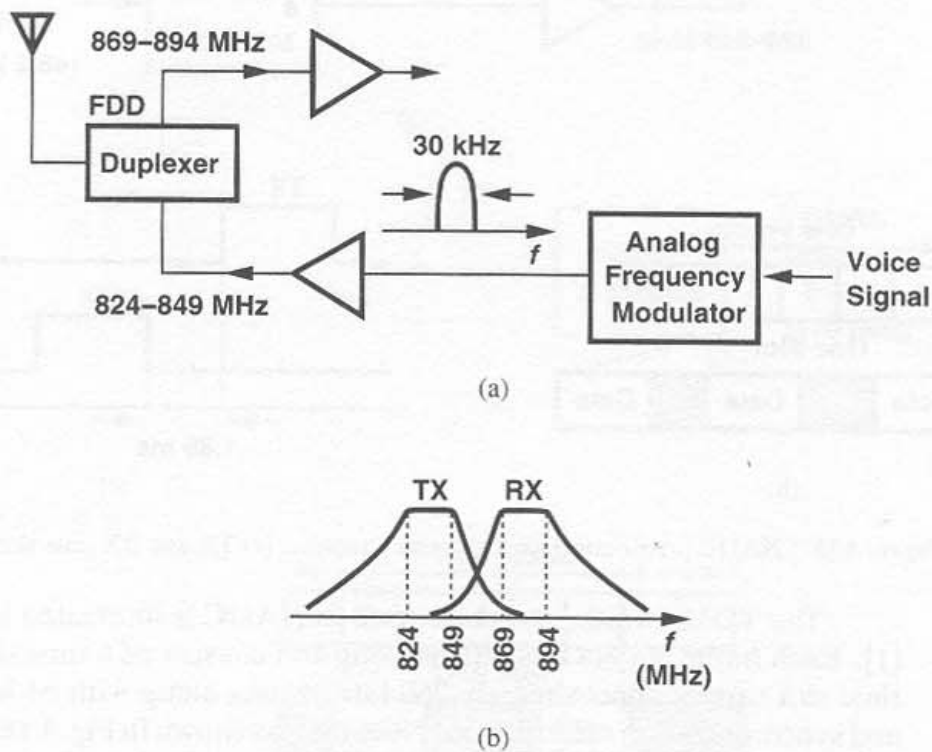 869–894 MHz
FDD
Duplexer
30 kHz
f
824–849 MHz
Analog
Frequency
Modulator
Voice
Signal
(a)
TX RX
824 849 869 894
f
(MHz)
(b)